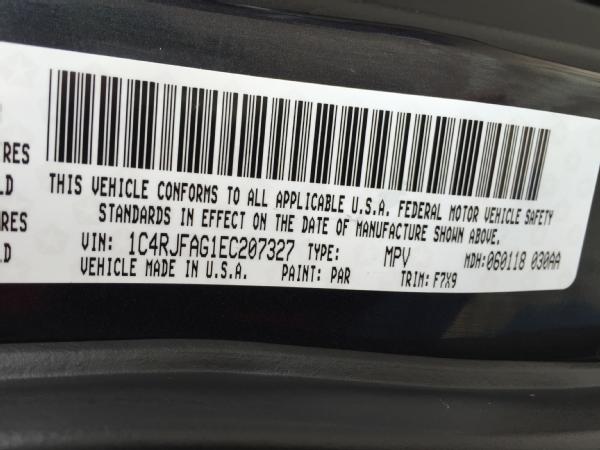 RES
LD
RES
D
THIS VEHICLE CONFORMS TO ALL APPLICABLE U.S.A. FEDERAL MOTOR VEHICLE SAFETY
STANDARDS IN EFFECT ON THE DATE OF MANUFACTURE SHOWN ABOVE.
VIN: 1C4RJFAG1EC207327 TYPE: MPV MDH:060118 030AA
VEHICLE MADE IN U.S.A. PAINT: PAR TRIM: F7X9